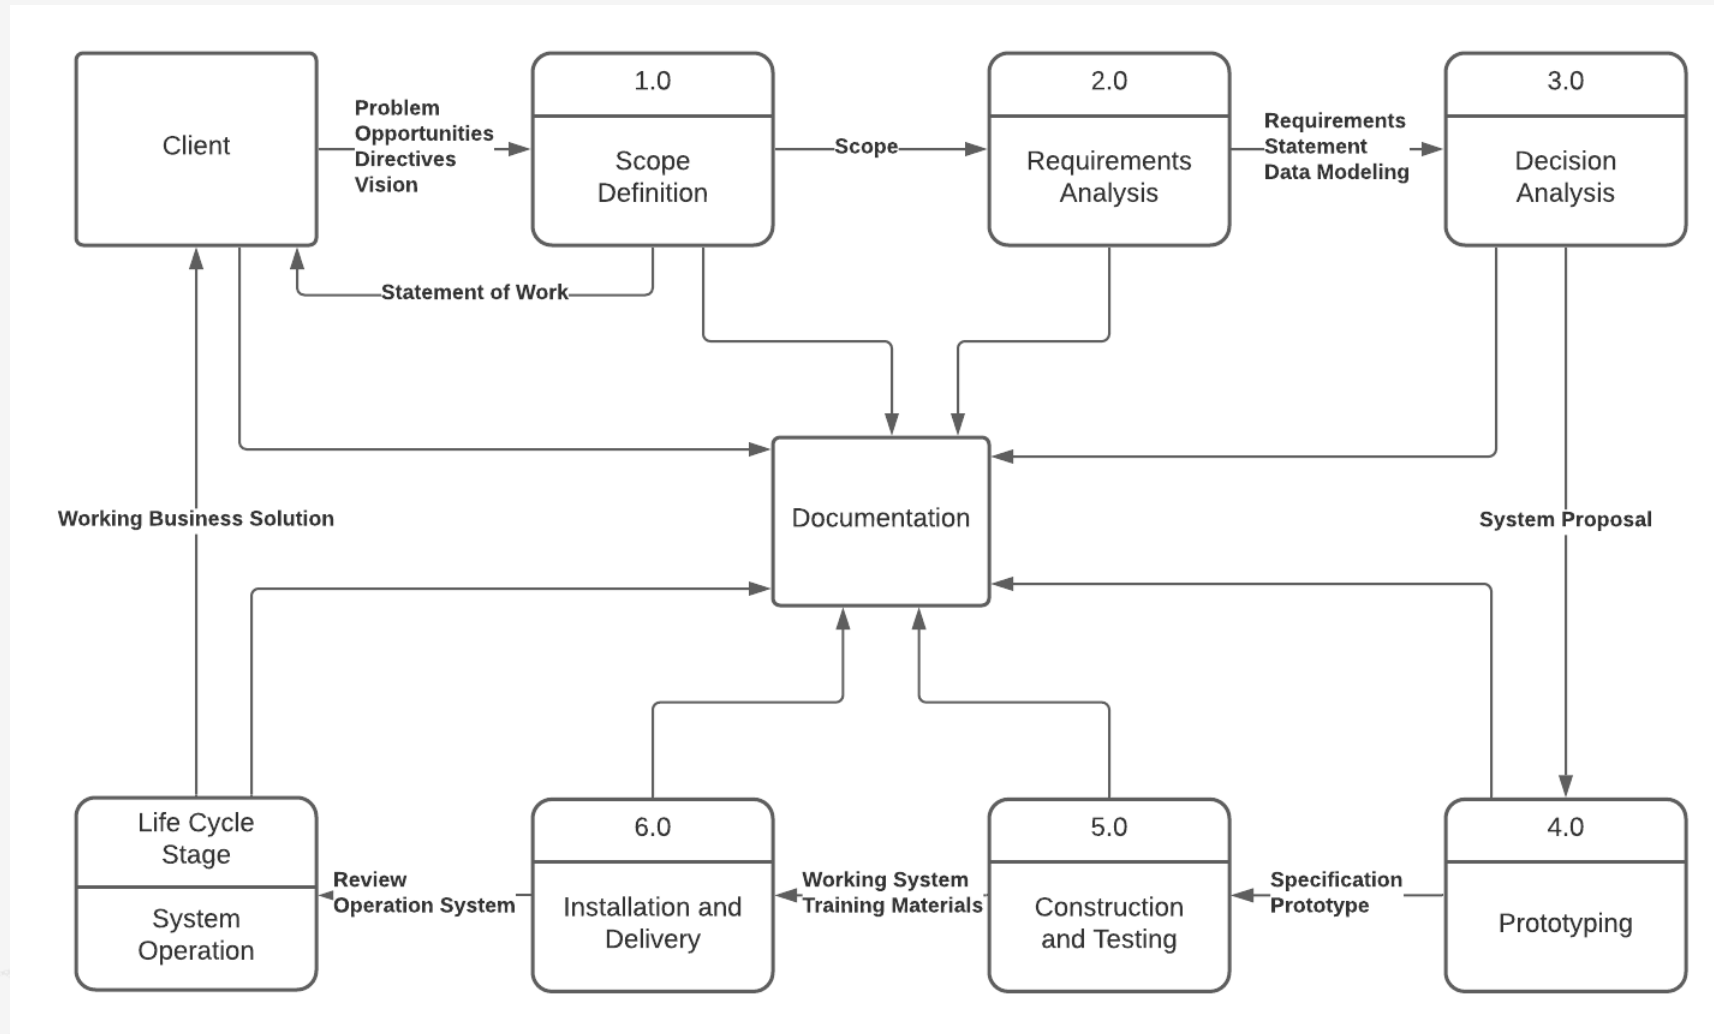 Client
Problem
Opportunities
Directives
Vision
1.0
Scope
Definition
Scope
2.0
Requirements
Analysis
Requirements
Statement
Data Modeling
3.0
Decision
Analysis
Statement of Work
Working Business Solution
Documentation
System Proposal
Life Cycle
Stage
System
Operation
Review
Operation System
6.0
Installation and
Delivery
Working System
Training Materials
5.0
Construction
and Testing
Specification
Prototype
4.0
Prototyping